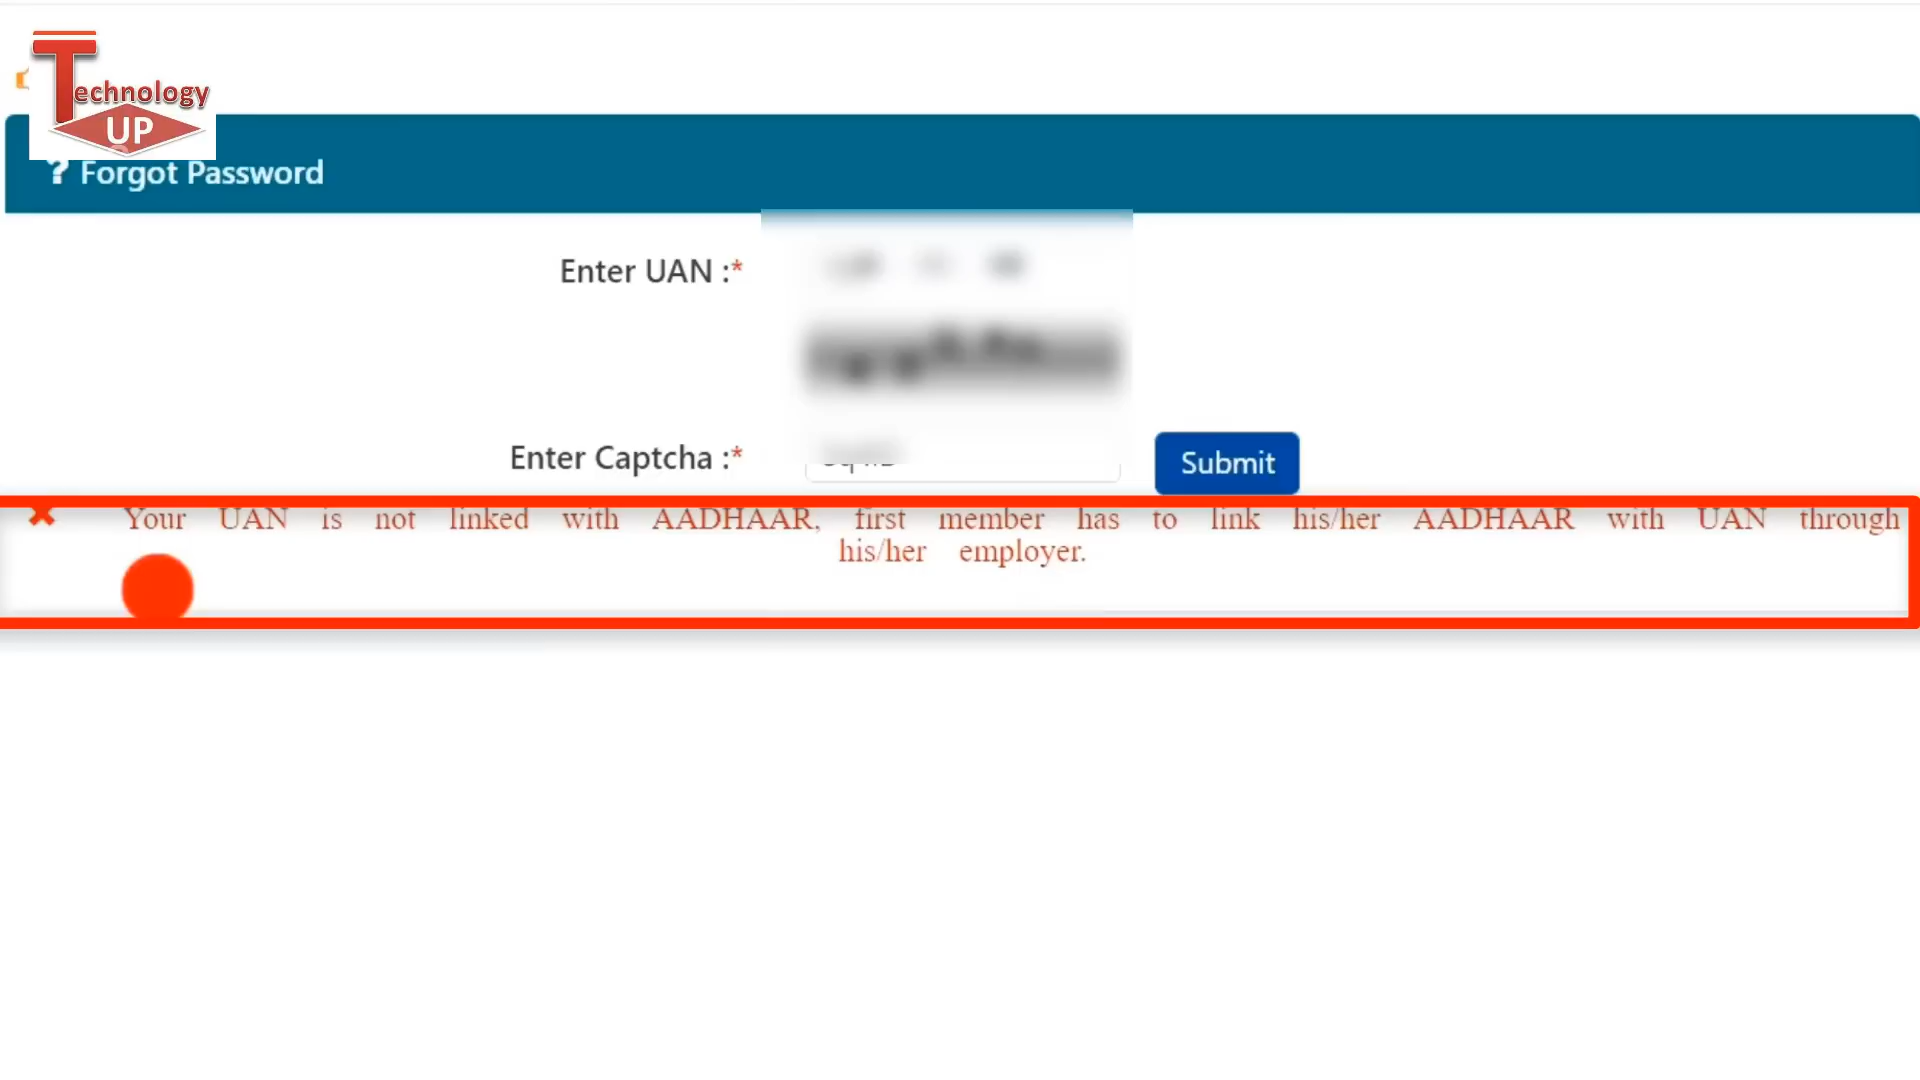 Technology
UP
? Forgot Password
Enter UAN :*
Enter Captcha :*
Submit
✖ Your UAN is not linked with AADHAAR, first member has to link his/her AADHAAR with UAN through
his/her employer.